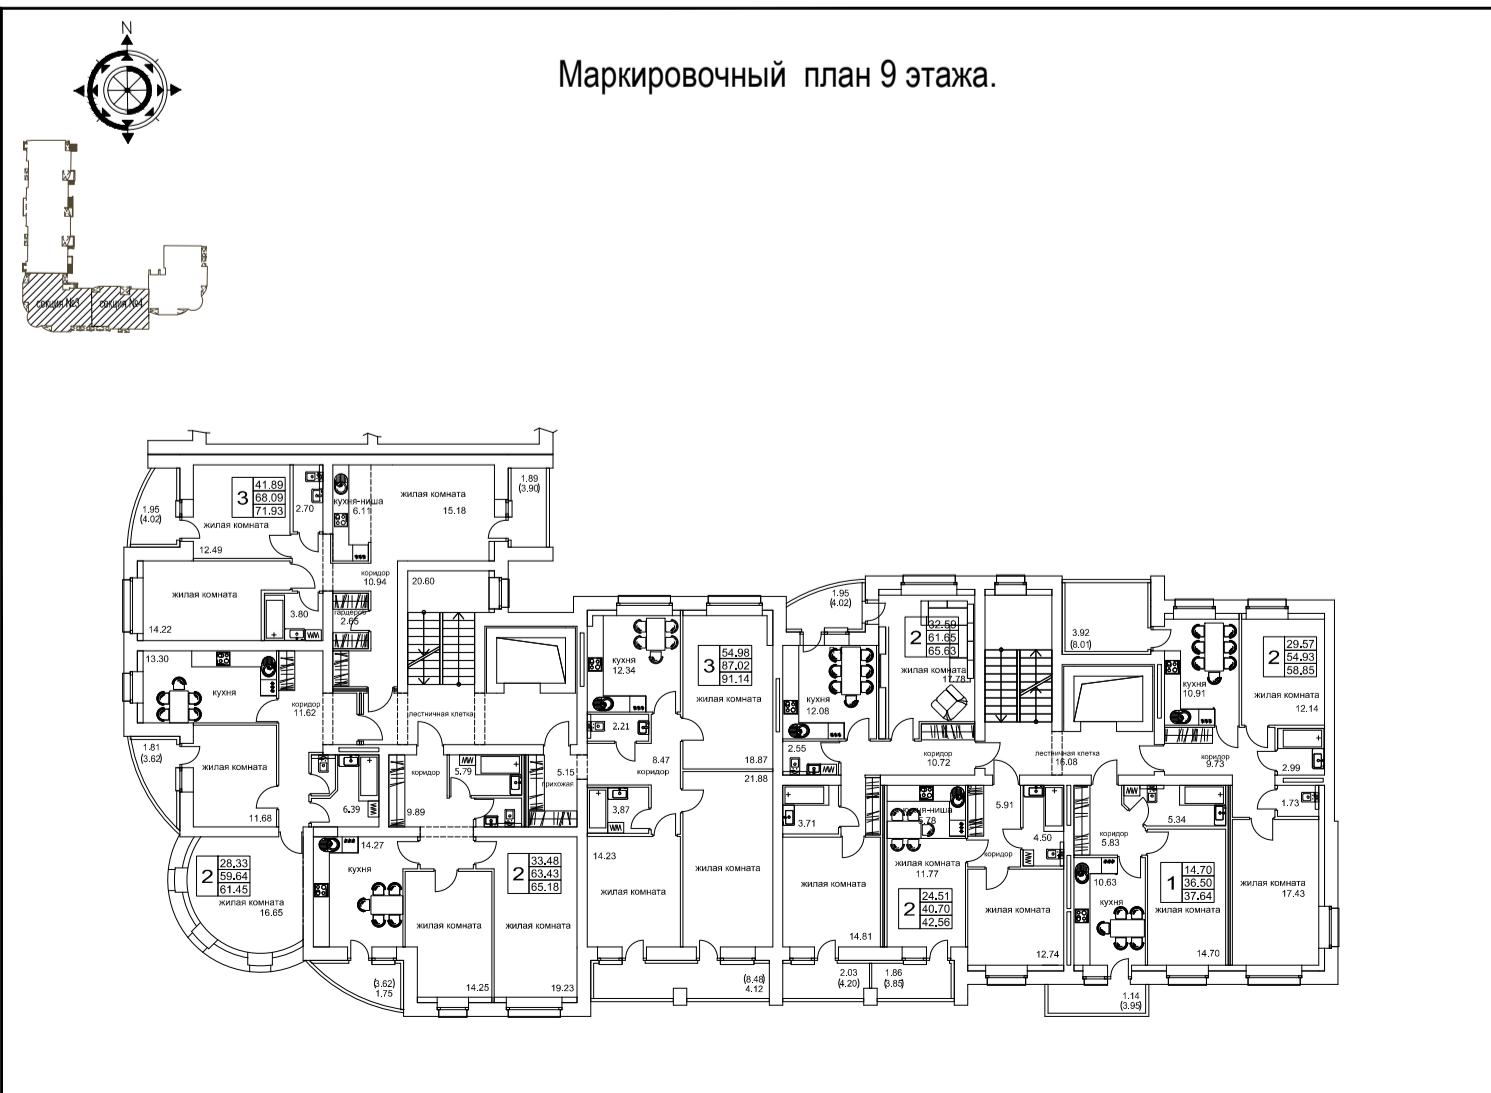 N
Маркировочный план 9 этажа.
секция №3
секция №4
3
41.89
68.09
71.93
1.95
(4.02)
жилая комната
12.49
2.70
кухня-ниша
6.11
жилая комната
15.18
1.89
(3.90)
коридор
10.94
20.60
жилая комната
14.22
3.80
гардероб
2.65
13.30
кухня
коридор
11.62
лестничная клетка
1.81
(3.62)
жилая комната
11.68
6.39
2
28.33
59.64
61.45
жилая комната
16.65
коридор
5.79
9.89
5.15
прихожая
14.27
кухня
2
33.48
63.43
65.18
жилая комната
14.25
жилая комната
19.23
(3.62)
1.75
кухня
12.34
3
54.98
87.02
91.14
жилая комната
18.87
2.21
8.47
коридор
3.87
14.23
жилая комната
21.88
жилая комната
(8.48)
4.12
1.95
(4.02)
2
32.59
61.65
65.63
жилая комната
17.78
кухня
12.08
2.55
коридор
10.72
3.71
жилая комната
14.81
кухня-ниша
5.78
жилая комната
11.77
2
24.51
40.70
42.56
5.91
4.50
коридор
жилая комната
12.74
2.03
(4.20)
1.86
(3.85)
3.92
(8.01)
лестничная клетка
16.08
кухня
10.91
2
29.57
54.93
58.85
жилая комната
12.14
коридор
9.73
2.99
1.73
5.34
коридор
5.83
10.63
кухня
1
14.70
36.50
37.64
жилая комната
14.70
жилая комната
17.43
1.14
(3.95)